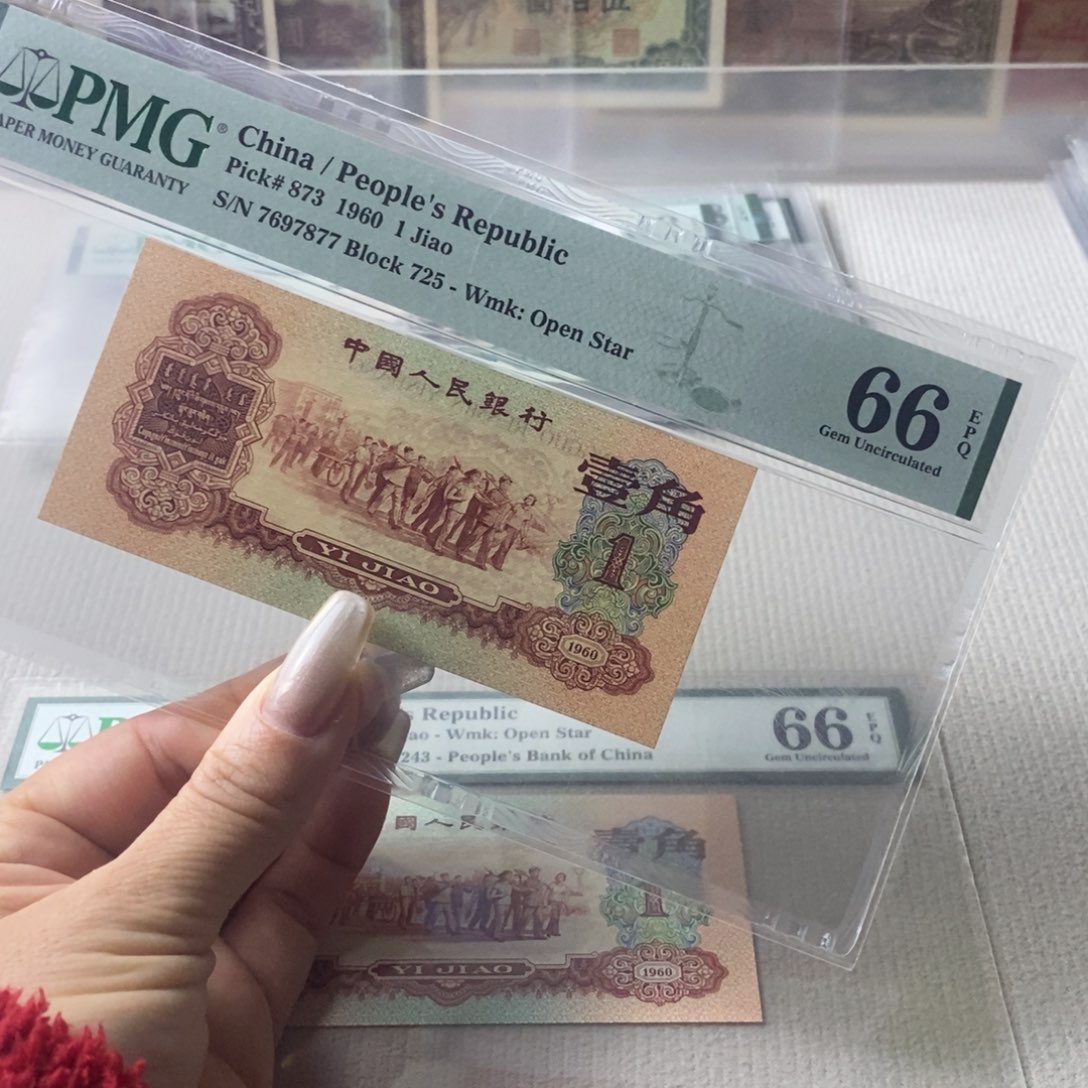 PMG®
APER MONEY GUARANTY
China / People's Republic
Pick# 873 1960 1 Jiao
S/N 7697877 Block 725 - Wmk: Open Star
66
EPQ
Gem Uncirculated
中國人民銀行
壹角
1
YI JIAO
1960
s Republic
ao - Wmk: Open Star
243 - People's Bank of China
66
EPQ
Gem Uncirculated
國人民
壹角
1
YI JIAO
1960